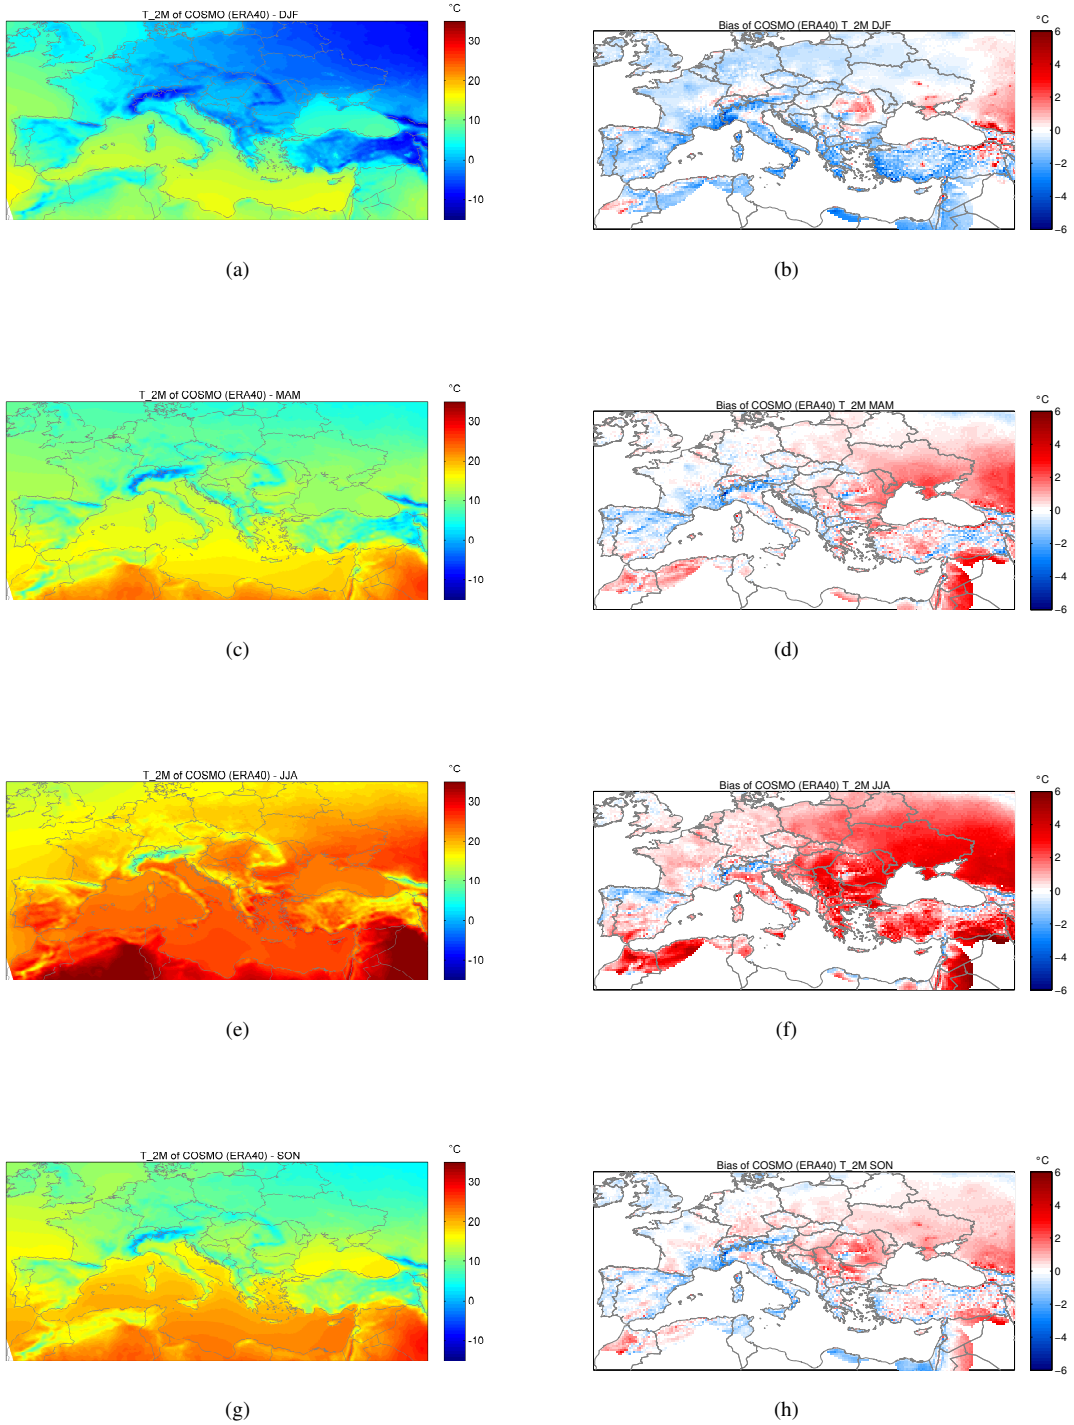 T_2M of COSMO (ERA40) - DJF
°C
30
20
10
0
-10
Bias of COSMO (ERA40) T_2M DJF
°C
6
4
2
0
−2
−4
−6
(a)
(b)
T_2M of COSMO (ERA40) - MAM
°C
30
20
10
0
-10
Bias of COSMO (ERA40) T_2M MAM
°C
6
4
2
0
−2
−4
−6
(c)
(d)
T_2M of COSMO (ERA40) - JJA
°C
30
20
10
0
-10
Bias of COSMO (ERA40) T_2M JJA
°C
6
4
2
0
−2
−4
−6
(e)
(f)
T_2M of COSMO (ERA40) - SON
°C
30
20
10
0
-10
Bias of COSMO (ERA40) T_2M SON
°C
6
4
2
0
−2
−4
−6
(g)
(h)